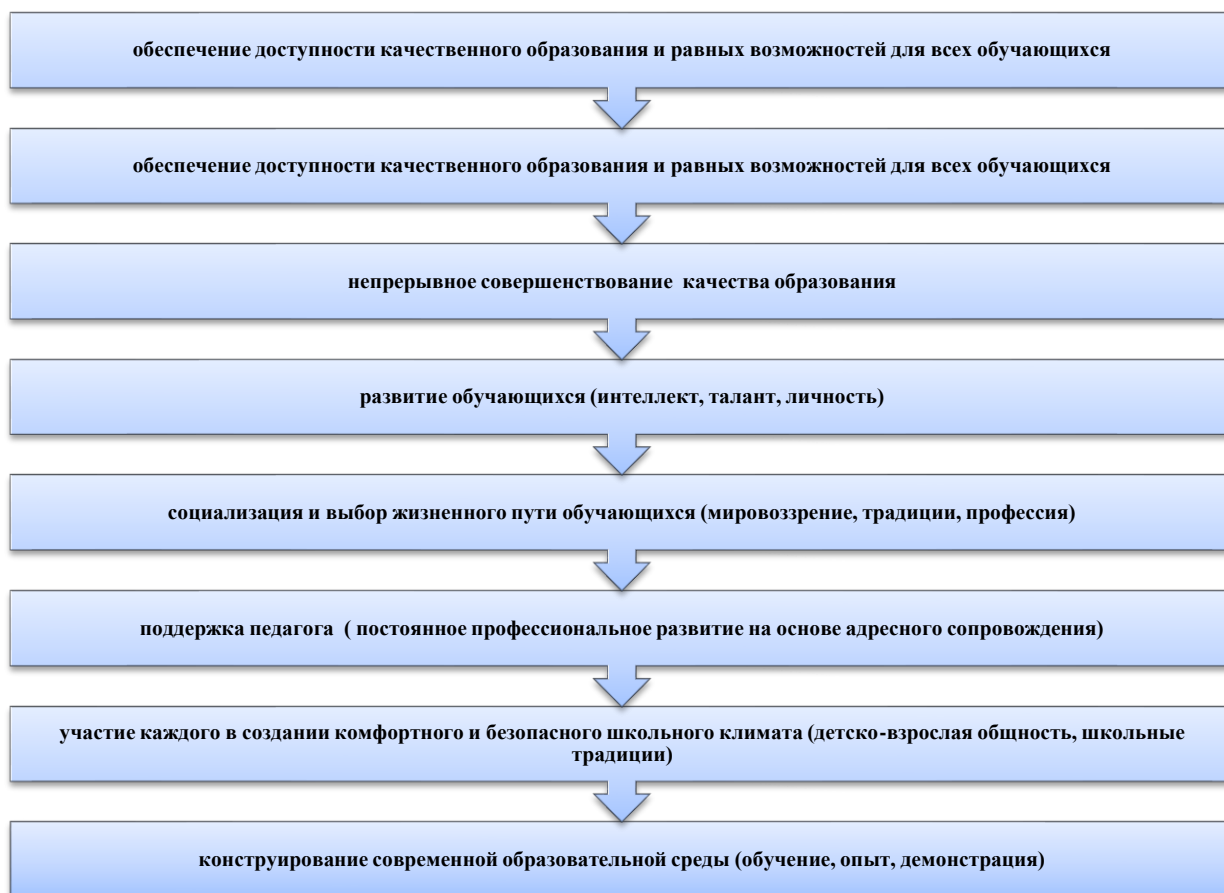 обеспечение доступности качественного образования и равных возможностей для всех обучающихся
обеспечение доступности качественного образования и равных возможностей для всех обучающихся
непрерывное совершенствование  качества образования
развитие обучающихся (интеллект, талант, личность)
социализация и выбор жизненного пути обучающихся (мировоззрение, традиции, профессия)
поддержка педагога  ( постоянное профессиональное развитие на основе адресного сопровождения)
участие каждого в создании комфортного и безопасного школьного климата (детско-взрослая общность, школьные
традиции)
конструирование современной образовательной среды (обучение, опыт, демонстрация)